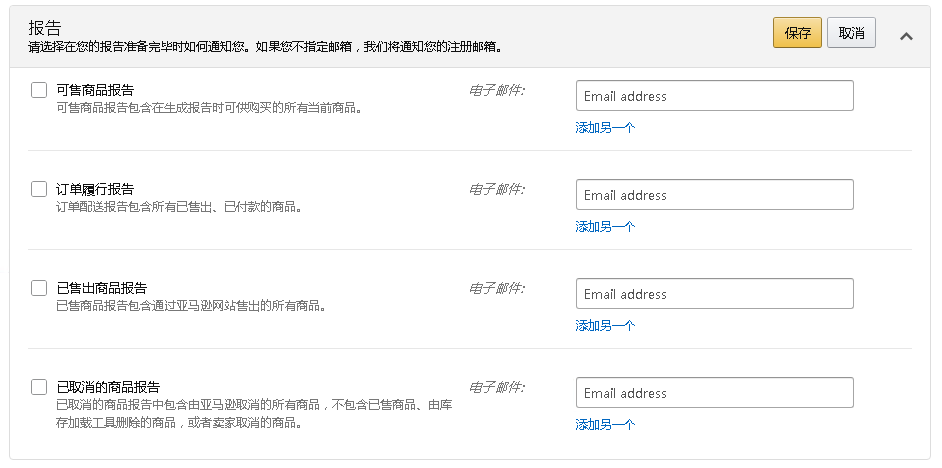 报告
请选择在您的报告准备完毕时如何通知您。如果您不指定邮箱，我们将通知您的注册邮箱。
保存 取消
可售商品报告 电子邮件: Email address
可售商品报告包含在生成报告时可供购买的所有当前商品。
添加另一个
订单履行报告 电子邮件: Email address
订单配送报告包含所有已售出、已付款的商品。
添加另一个
已售出商品报告 电子邮件: Email address
已售商品报告包含通过亚马逊网站售出的所有商品。
添加另一个
已取消的商品报告 电子邮件: Email address
已取消的商品报告中包含由亚马逊取消的所有商品，不包含已售商品、由库
存加载工具删除的商品，或者卖家取消的商品。
添加另一个